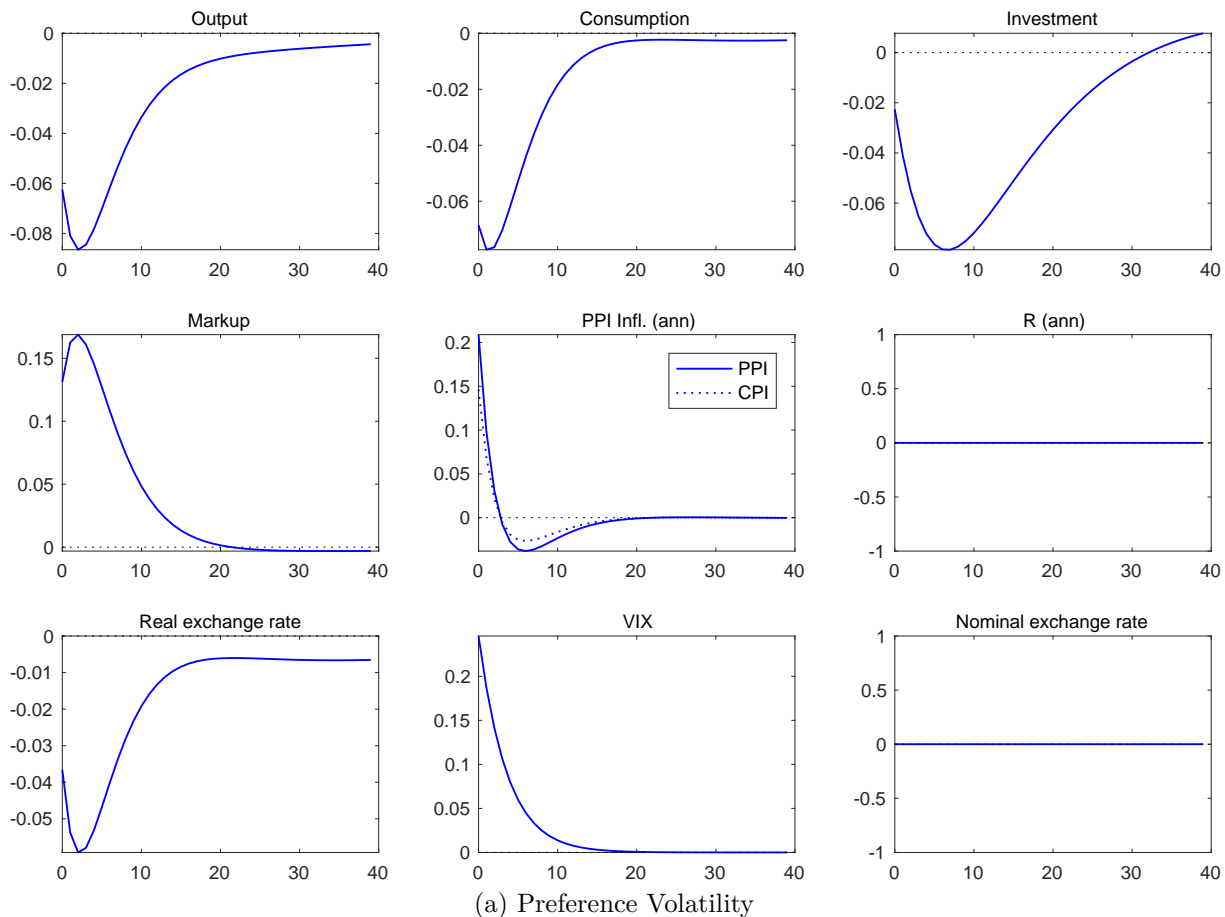 Output
0
-0.02
-0.04
-0.06
-0.08
0 10 20 30 40
Consumption
0
-0.02
-0.04
-0.06
0 10 20 30 40
Investment
0
-0.02
-0.04
-0.06
0 10 20 30 40
Markup
0.15
0.1
0.05
0
0 10 20 30 40
PPI Infl. (ann)
0.2
0.15
0.1
0.05
0
PPI
CPI
0 10 20 30 40
R (ann)
1
0.5
0
-0.5
-1
0 10 20 30 40
Real exchange rate
0
-0.01
-0.02
-0.03
-0.04
-0.05
0 10 20 30 40
VIX
0.2
0.15
0.1
0.05
0
0 10 20 30 40
Nominal exchange rate
1
0.5
0
-0.5
-1
0 10 20 30 40
(a) Preference Volatility